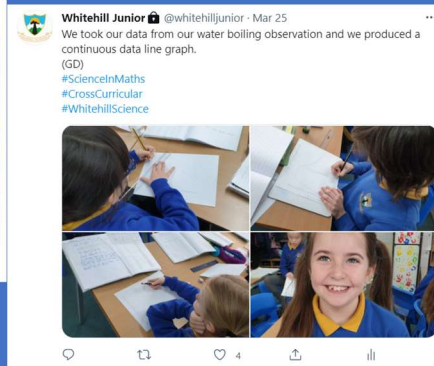 Whitehill Junior @whitehilljunior · Mar 25
We took our data from our water boiling observation and we produced a
continuous data line graph.
(GD)
#ScienceInMaths
#CrossCurricular
#WhitehillScience
4